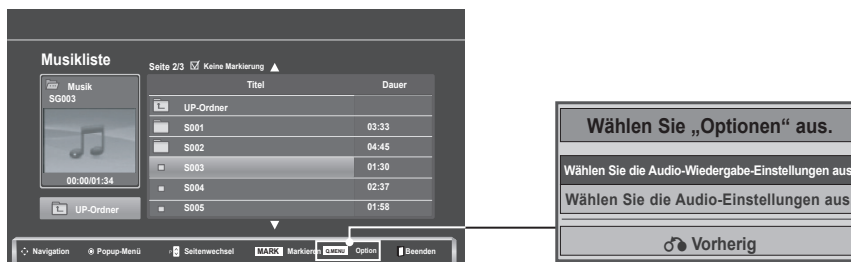 Musikliste
Seite 2/3 Keine Markierung
Musik
SG003
00:00/01:34
UP-Ordner
Titel Dauer
UP-Ordner
S001 03:33
S002 04:45
S003 01:30
S004 02:37
S005 01:58
Navigation Popup-Menü P Seitenwechsel MARK Markieren Q.MENU Option Beenden
Wählen Sie „Optionen“ aus.
Wählen Sie die Audio-Wiedergabe-Einstellungen aus
Wählen Sie die Audio-Einstellungen aus
Vorherig